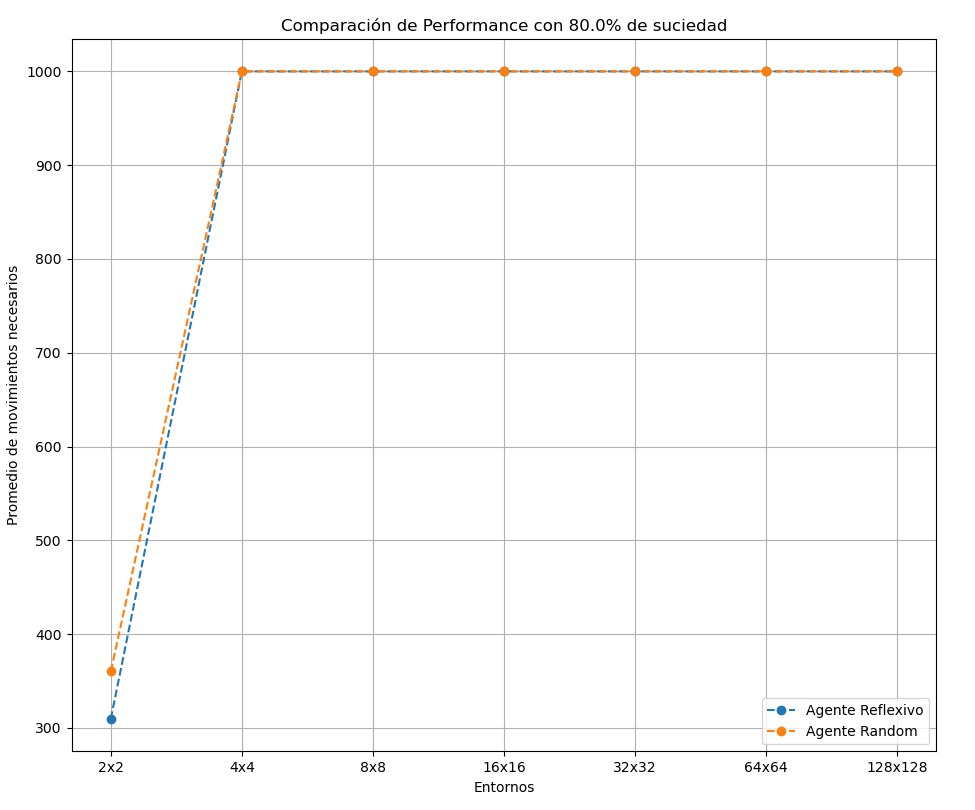 Comparación de Performance con 80.0% de suciedad
Promedio de movimientos necesarios
1000
900
800
700
600
500
400
300
2x2 4x4 8x8 16x16 32x32 64x64 128x128
Entornos
Agente Reflexivo
Agente Random